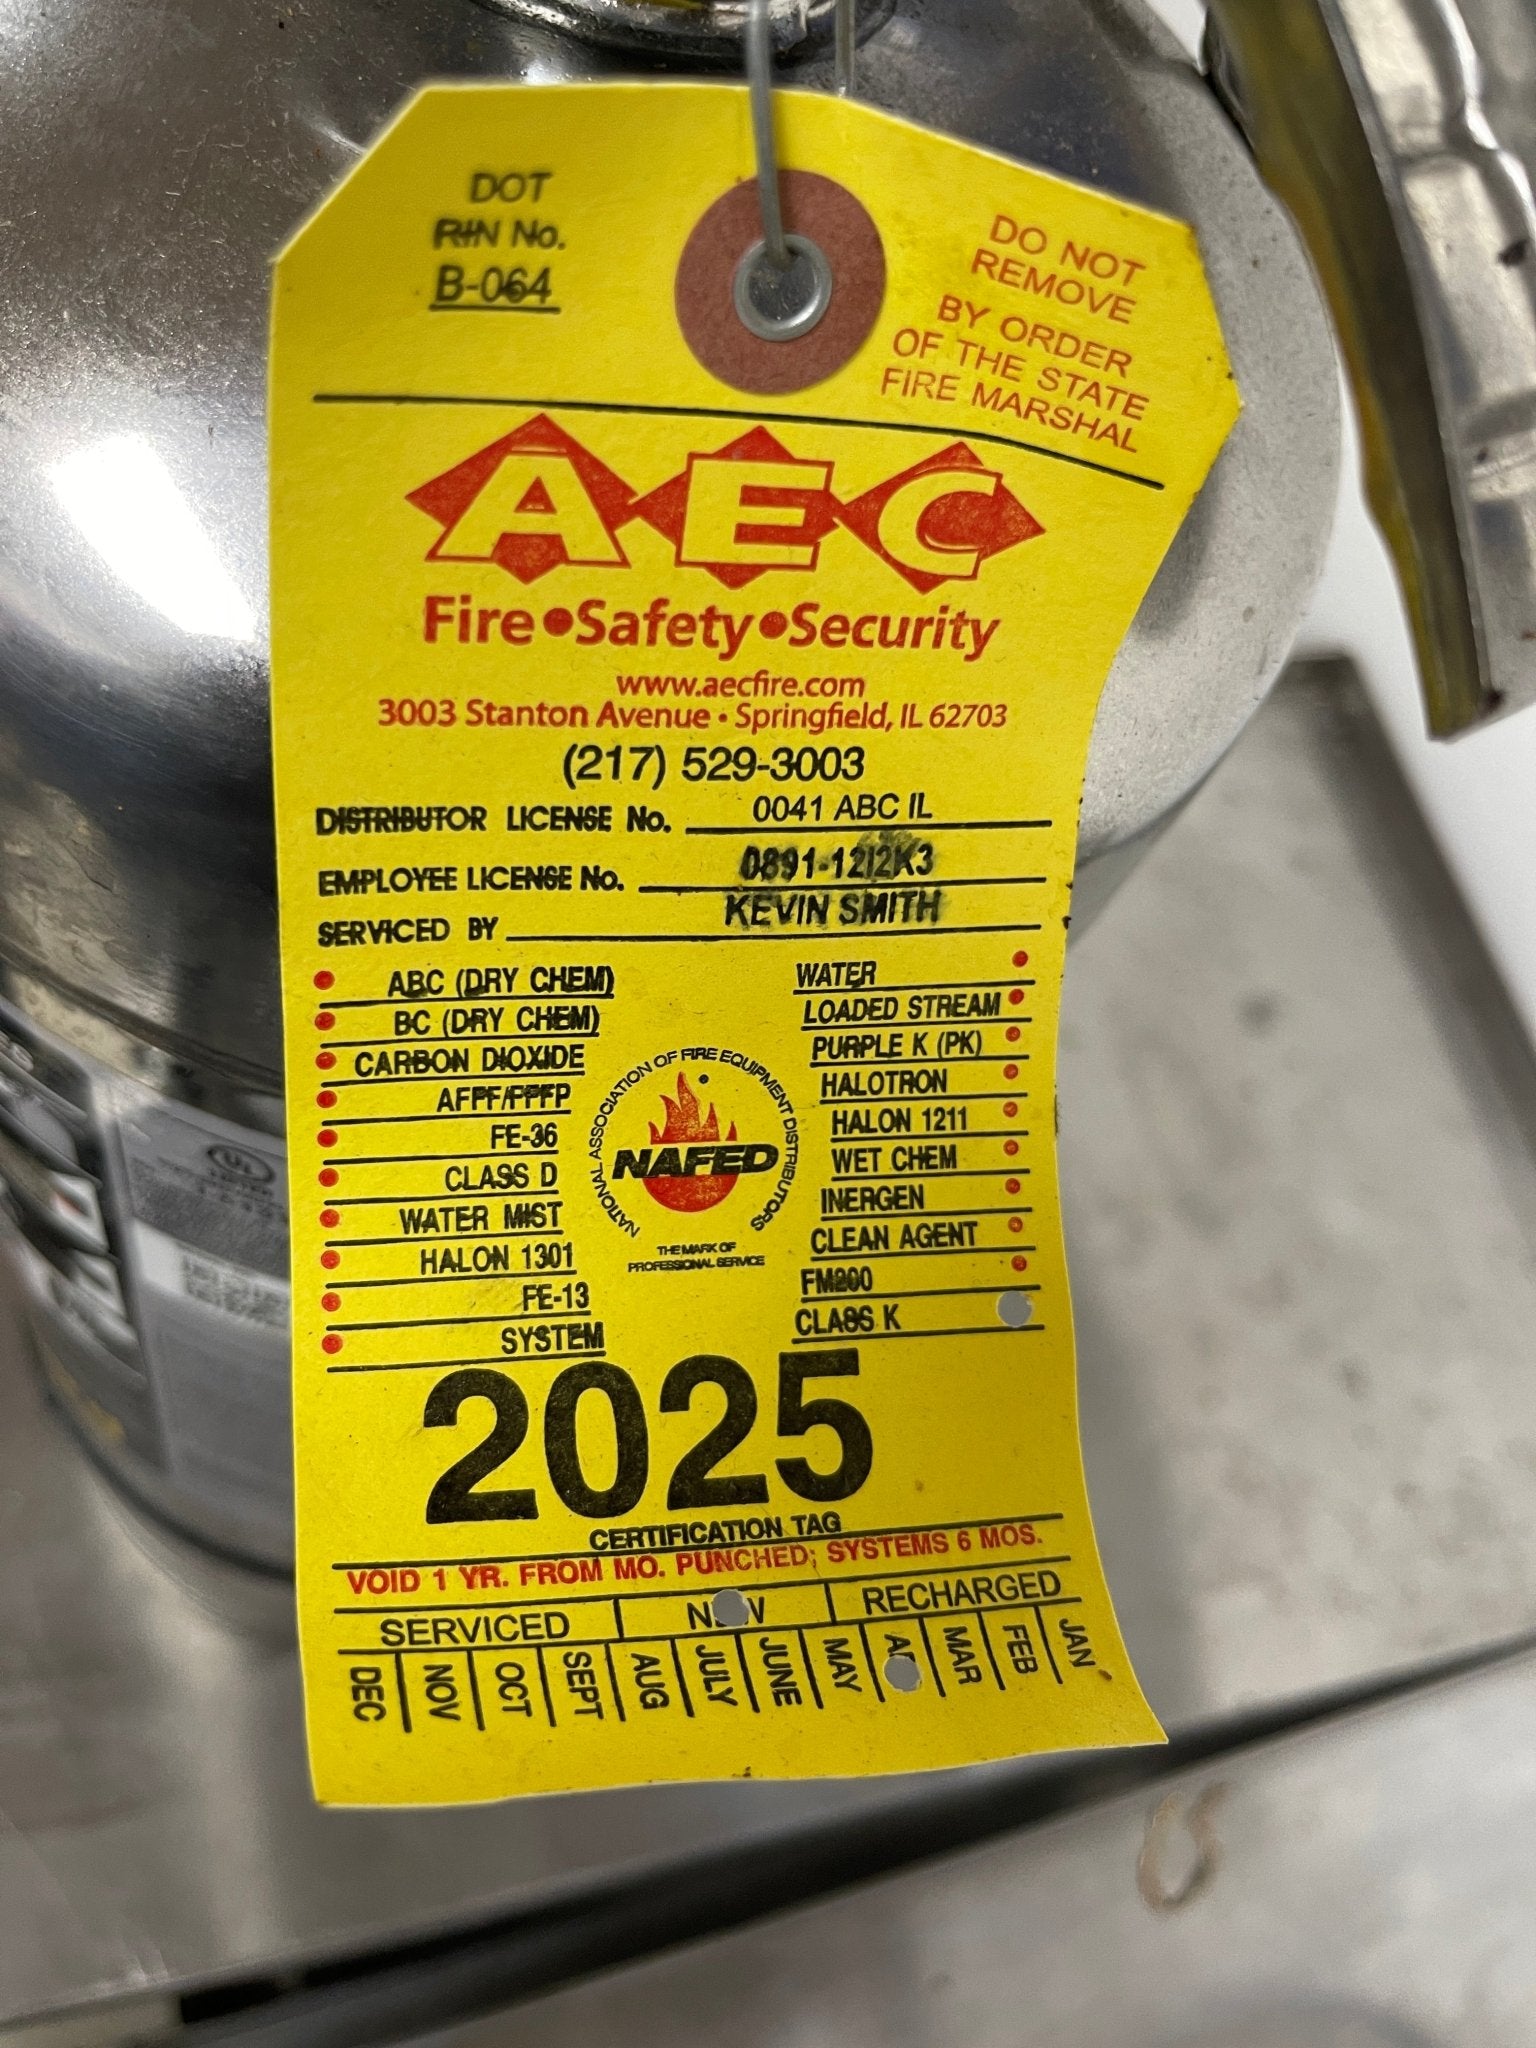 DOT
RIN No.
B-064
DO NOT
REMOVE
BY ORDER
OF THE STATE
FIRE MARSHAL
AEC
Fire•Safety•Security
www.aecfire.com
3003 Stanton Avenue • Springfield, IL 62703
(217) 529-3003
DISTRIBUTOR LICENSE No. 0041 ABC IL
EMPLOYEE LICENSE No. 0891-12I2K3
SERVICED BY KEVIN SMITH
ABC (DRY CHEM)
BC (DRY CHEM)
CARBON DIOXIDE
AFFF/FFFP
FE-36
CLASS D
WATER MIST
HALON 1301
FE-13
SYSTEM
NATIONAL ASSOCIATION OF FIRE EQUIPMENT DISTRIBUTORS
NAFED
THE MARK OF
PROFESSIONAL SERVICE
WATER
LOADED STREAM
PURPLE K (PK)
HALOTRON
HALON 1211
WET CHEM
INERGEN
CLEAN AGENT
FM200
CLASS K
2025
CERTIFICATION TAG
VOID 1 YR. FROM MO. PUNCHED; SYSTEMS 6 MOS.
SERVICED NEW RECHARGED
DEC NOV OCT SEPT AUG JULY JUNE MAY APR MAR FEB JAN
UL